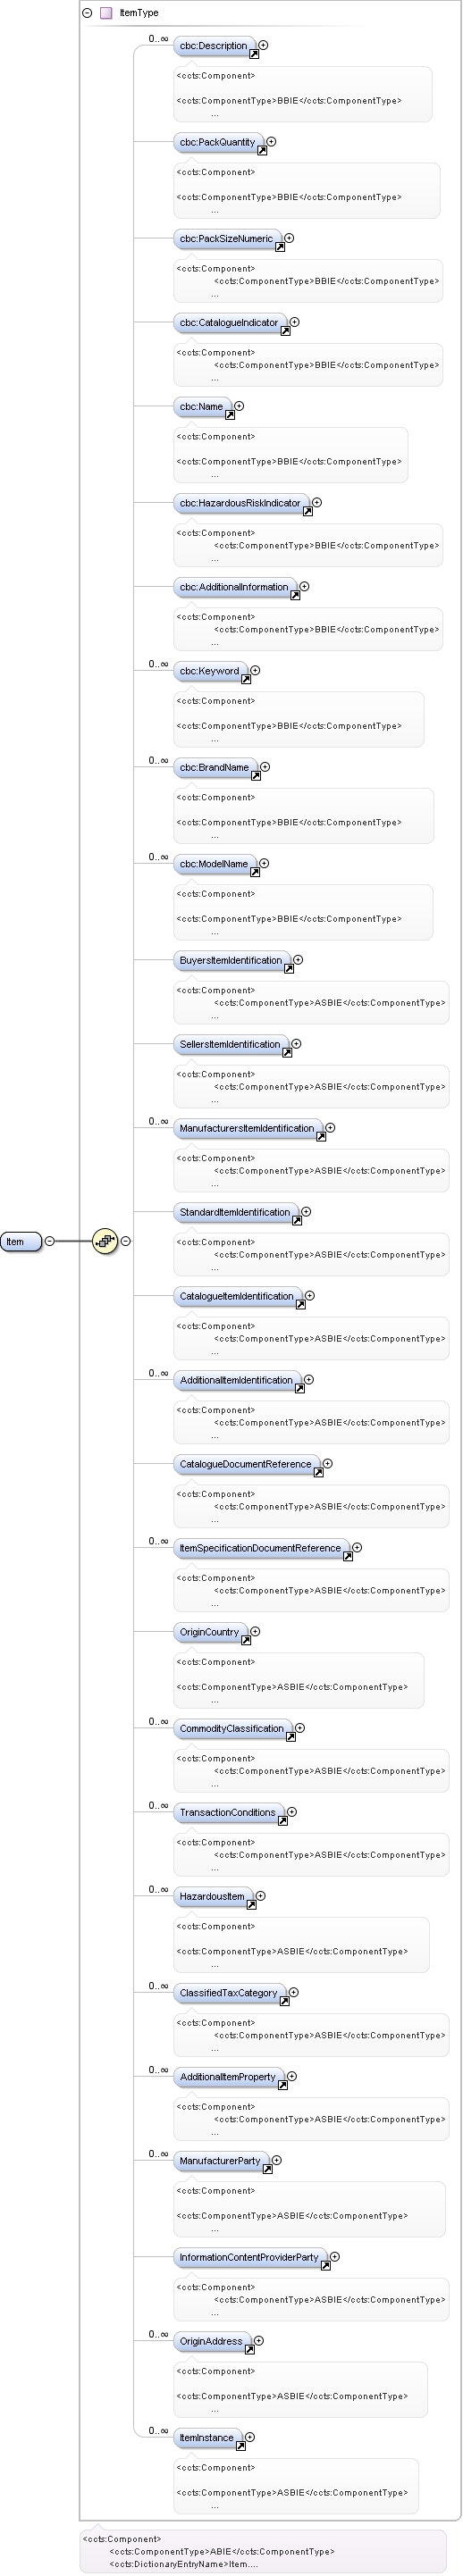 ItemType
0..∞
cbc:Description
<ccts:Component>
<ccts:ComponentType>BBIE</ccts:ComponentType>
...
cbc:PackQuantity
<ccts:Component>
<ccts:ComponentType>BBIE</ccts:ComponentType>
...
cbc:PackSizeNumeric
<ccts:Component>
<ccts:ComponentType>BBIE</ccts:ComponentType>
...
cbc:CatalogueIndicator
<ccts:Component>
<ccts:ComponentType>BBIE</ccts:ComponentType>
...
cbc:Name
<ccts:Component>
<ccts:ComponentType>BBIE</ccts:ComponentType>
...
cbc:HazardousRiskIndicator
<ccts:Component>
<ccts:ComponentType>BBIE</ccts:ComponentType>
...
cbc:AdditionalInformation
<ccts:Component>
<ccts:ComponentType>BBIE</ccts:ComponentType>
...
0..∞
cbc:Keyword
<ccts:Component>
<ccts:ComponentType>BBIE</ccts:ComponentType>
...
0..∞
cbc:BrandName
<ccts:Component>
<ccts:ComponentType>BBIE</ccts:ComponentType>
...
0..∞
cbc:ModelName
<ccts:Component>
<ccts:ComponentType>BBIE</ccts:ComponentType>
...
BuyersItemIdentification
<ccts:Component>
<ccts:ComponentType>ASBIE</ccts:ComponentType>
...
SellersItemIdentification
<ccts:Component>
<ccts:ComponentType>ASBIE</ccts:ComponentType>
...
0..∞
ManufacturersItemIdentification
<ccts:Component>
<ccts:ComponentType>ASBIE</ccts:ComponentType>
...
StandardItemIdentification
<ccts:Component>
<ccts:ComponentType>ASBIE</ccts:ComponentType>
...
Item
CatalogueItemIdentification
<ccts:Component>
<ccts:ComponentType>ASBIE</ccts:ComponentType>
...
0..∞
AdditionalItemIdentification
<ccts:Component>
<ccts:ComponentType>ASBIE</ccts:ComponentType>
...
CatalogueDocumentReference
<ccts:Component>
<ccts:ComponentType>ASBIE</ccts:ComponentType>
...
0..∞
ItemSpecificationDocumentReference
<ccts:Component>
<ccts:ComponentType>ASBIE</ccts:ComponentType>
...
OriginCountry
<ccts:Component>
<ccts:ComponentType>ASBIE</ccts:ComponentType>
...
0..∞
CommodityClassification
<ccts:Component>
<ccts:ComponentType>ASBIE</ccts:ComponentType>
...
0..∞
TransactionConditions
<ccts:Component>
<ccts:ComponentType>ASBIE</ccts:ComponentType>
...
0..∞
HazardousItem
<ccts:Component>
<ccts:ComponentType>ASBIE</ccts:ComponentType>
...
0..∞
ClassifiedTaxCategory
<ccts:Component>
<ccts:ComponentType>ASBIE</ccts:ComponentType>
...
0..∞
AdditionalItemProperty
<ccts:Component>
<ccts:ComponentType>ASBIE</ccts:ComponentType>
...
0..∞
ManufacturerParty
<ccts:Component>
<ccts:ComponentType>ASBIE</ccts:ComponentType>
...
InformationContentProviderParty
<ccts:Component>
<ccts:ComponentType>ASBIE</ccts:ComponentType>
...
0..∞
OriginAddress
<ccts:Component>
<ccts:ComponentType>ASBIE</ccts:ComponentType>
...
0..∞
ItemInstance
<ccts:Component>
<ccts:ComponentType>ASBIE</ccts:ComponentType>
...
<ccts:Component>
<ccts:ComponentType>ABIE</ccts:ComponentType>
<ccts:DictionaryEntryName>Item....